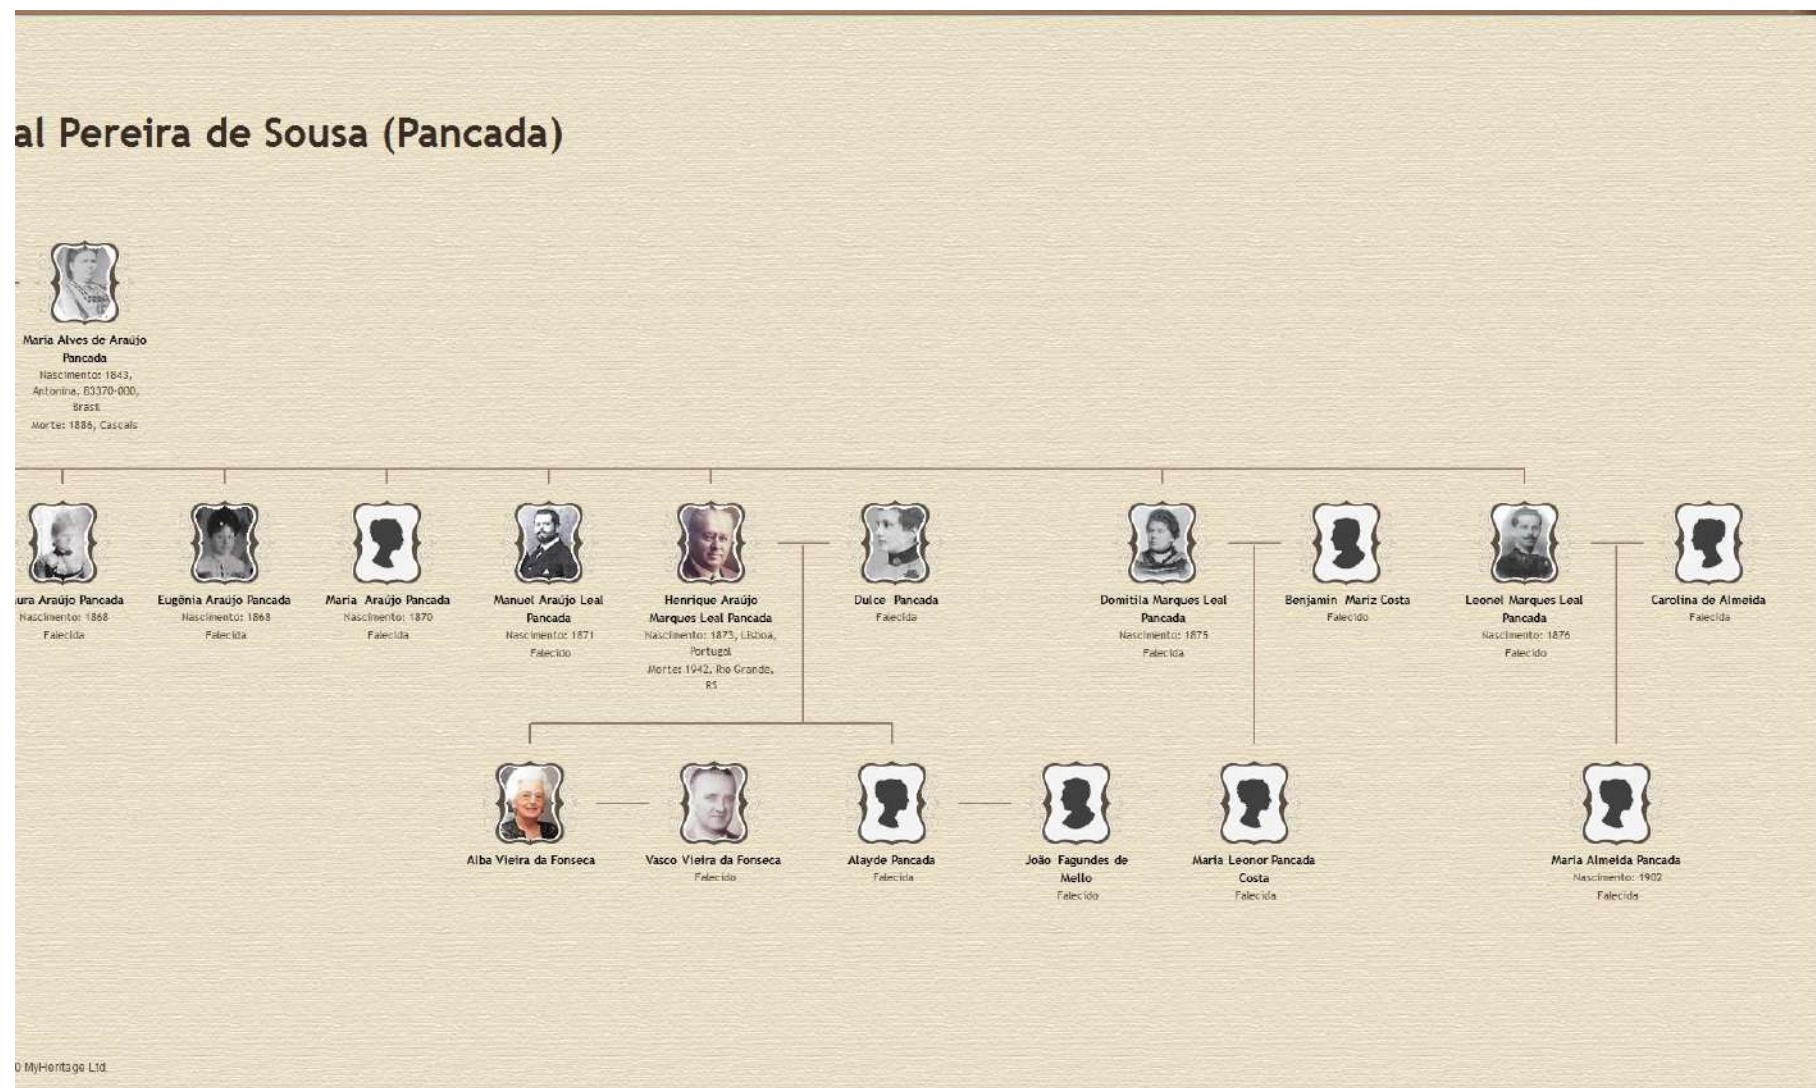 al Pereira de Sousa (Pancada)
Maria Alves de Araújo
Pancada
Nascimento: 1843,
Antonina, 83370-000,
Brasil
Morte: 1886, Cascais
ura Araújo Pancada
Nascimento: 1868
Falecida
Eugênia Araújo Pancada
Nascimento: 1868
Falecida
Maria Araújo Pancada
Nascimento: 1870
Falecida
Manuel Araújo Leal
Pancada
Nascimento: 1871
Falecido
Henrique Araújo
Marques Leal Pancada
Nascimento: 1873, Lisboa,
Portugal
Morte: 1942, Rio Grande,
RS
Dulce Pancada
Falecida
Domitila Marques Leal
Pancada
Nascimento: 1875
Falecida
Benjamin Mariz Costa
Falecido
Leonel Marques Leal
Pancada
Nascimento: 1876
Falecido
Carolina de Almeida
Falecida
Alba Vieira da Fonseca
Vasco Vieira da Fonseca
Falecido
Alayde Pancada
Falecida
João Fagundes de
Mello
Falecido
Maria Leonor Pancada
Costa
Falecida
Maria Almeida Pancada
Nascimento: 1902
Falecida
0 MyHeritage Ltd.